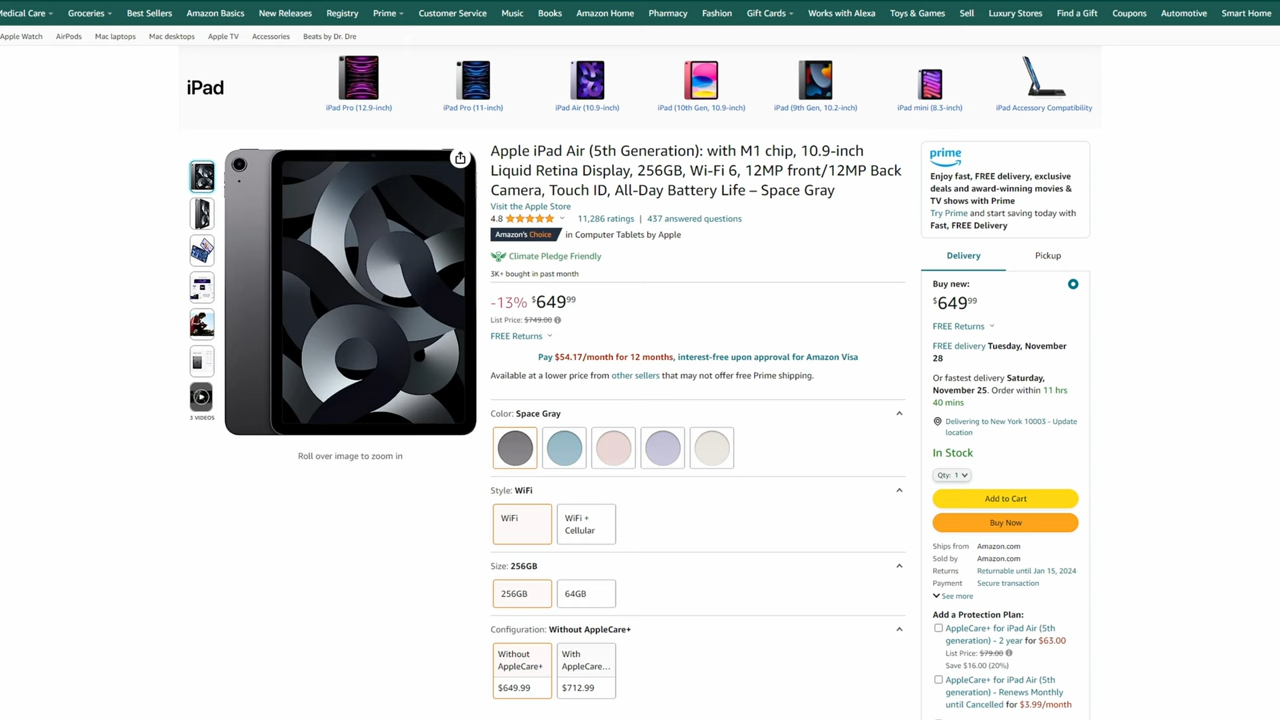 Medical Care Groceries Best Sellers Amazon Basics New Releases Registry Prime Customer Service Music Books Amazon Home Pharmacy Fashion Gift Cards Works with Alexa Toys & Games Sell Luxury Stores Find a Gift Coupons Automotive Smart Home
Apple Watch AirPods Mac laptops Mac desktops Apple TV Accessories Beats by Dr. Dre
iPad
iPad Pro (12.9-inch) iPad Pro (11-inch) iPad Air (10.9-inch) iPad (10th Gen, 10.9-inch) iPad (9th Gen, 10.2-inch) iPad mini (8.3-inch) iPad Accessory Compatibility
3 VIDEOS
Roll over image to zoom in
Apple iPad Air (5th Generation): with M1 chip, 10.9-inch
Liquid Retina Display, 256GB, Wi-Fi 6, 12MP front/12MP Back
Camera, Touch ID, All-Day Battery Life – Space Gray
Visit the Apple Store
4.8 11,286 ratings | 437 answered questions
Amazon's Choice in Computer Tablets by Apple
Climate Pledge Friendly
3K+ bought in past month
-13% $649.99
List Price: $749.00
FREE Returns
Pay $54.17/month for 12 months, interest-free upon approval for Amazon Visa
Available at a lower price from other sellers that may not offer free Prime shipping.
Color: Space Gray
Style: WiFi
WiFi
WiFi +
Cellular
Size: 256GB
256GB 64GB
Configuration: Without AppleCare+
Without
AppleCare+
$649.99
With
AppleCare...
$712.99
prime
Enjoy fast, FREE delivery, exclusive
deals and award-winning movies &
TV shows with Prime
Try Prime and start saving today with
Fast, FREE Delivery
Delivery Pickup
Buy new:
$649.99
FREE Returns
FREE delivery Tuesday, November
28
Or fastest delivery Saturday,
November 25. Order within 11 hrs
40 mins
Delivering to New York 10003 - Update
location
In Stock
Qty: 1
Add to Cart
Buy Now
Ships from Amazon.com
Sold by Amazon.com
Returns Returnable until Jan 15, 2024
Payment Secure transaction
See more
Add a Protection Plan:
AppleCare+ for iPad Air (5th
generation) - 2 year for $63.00
List Price: $79.00
Save $16.00 (20%)
AppleCare+ for iPad Air (5th
generation) - Renews Monthly
until Cancelled for $3.99/month